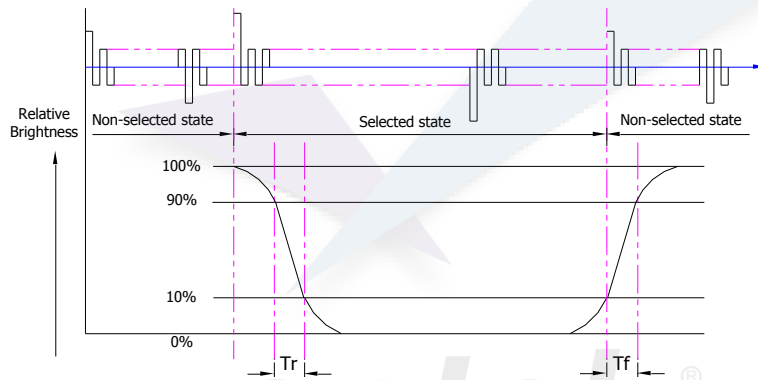 Relative
Brightness
Non-selected state
Selected state
Non-selected state
100%
90%
10%
0%
Tr
Tf
®